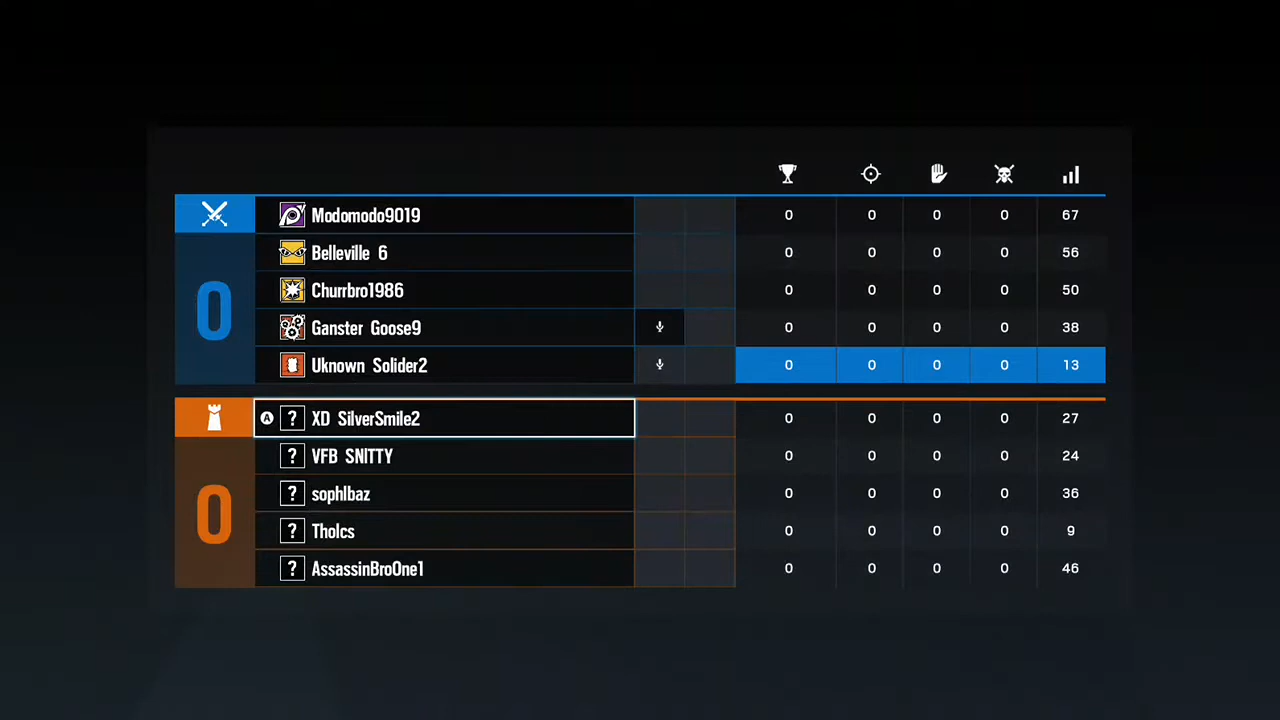 Modomodo9019 0 0 0 0 67
Belleville 6 0 0 0 0 56
Churrbro1986 0 0 0 0 50
Ganster Goose9 0 0 0 0 38
Uknown Solider2 0 0 0 0 13
0
A ? XD SilverSmile2 0 0 0 0 27
? VFB SNITTY 0 0 0 0 24
? sophlbaz 0 0 0 0 36
? Tholcs 0 0 0 0 9
? AssassinBroOne1 0 0 0 0 46
0